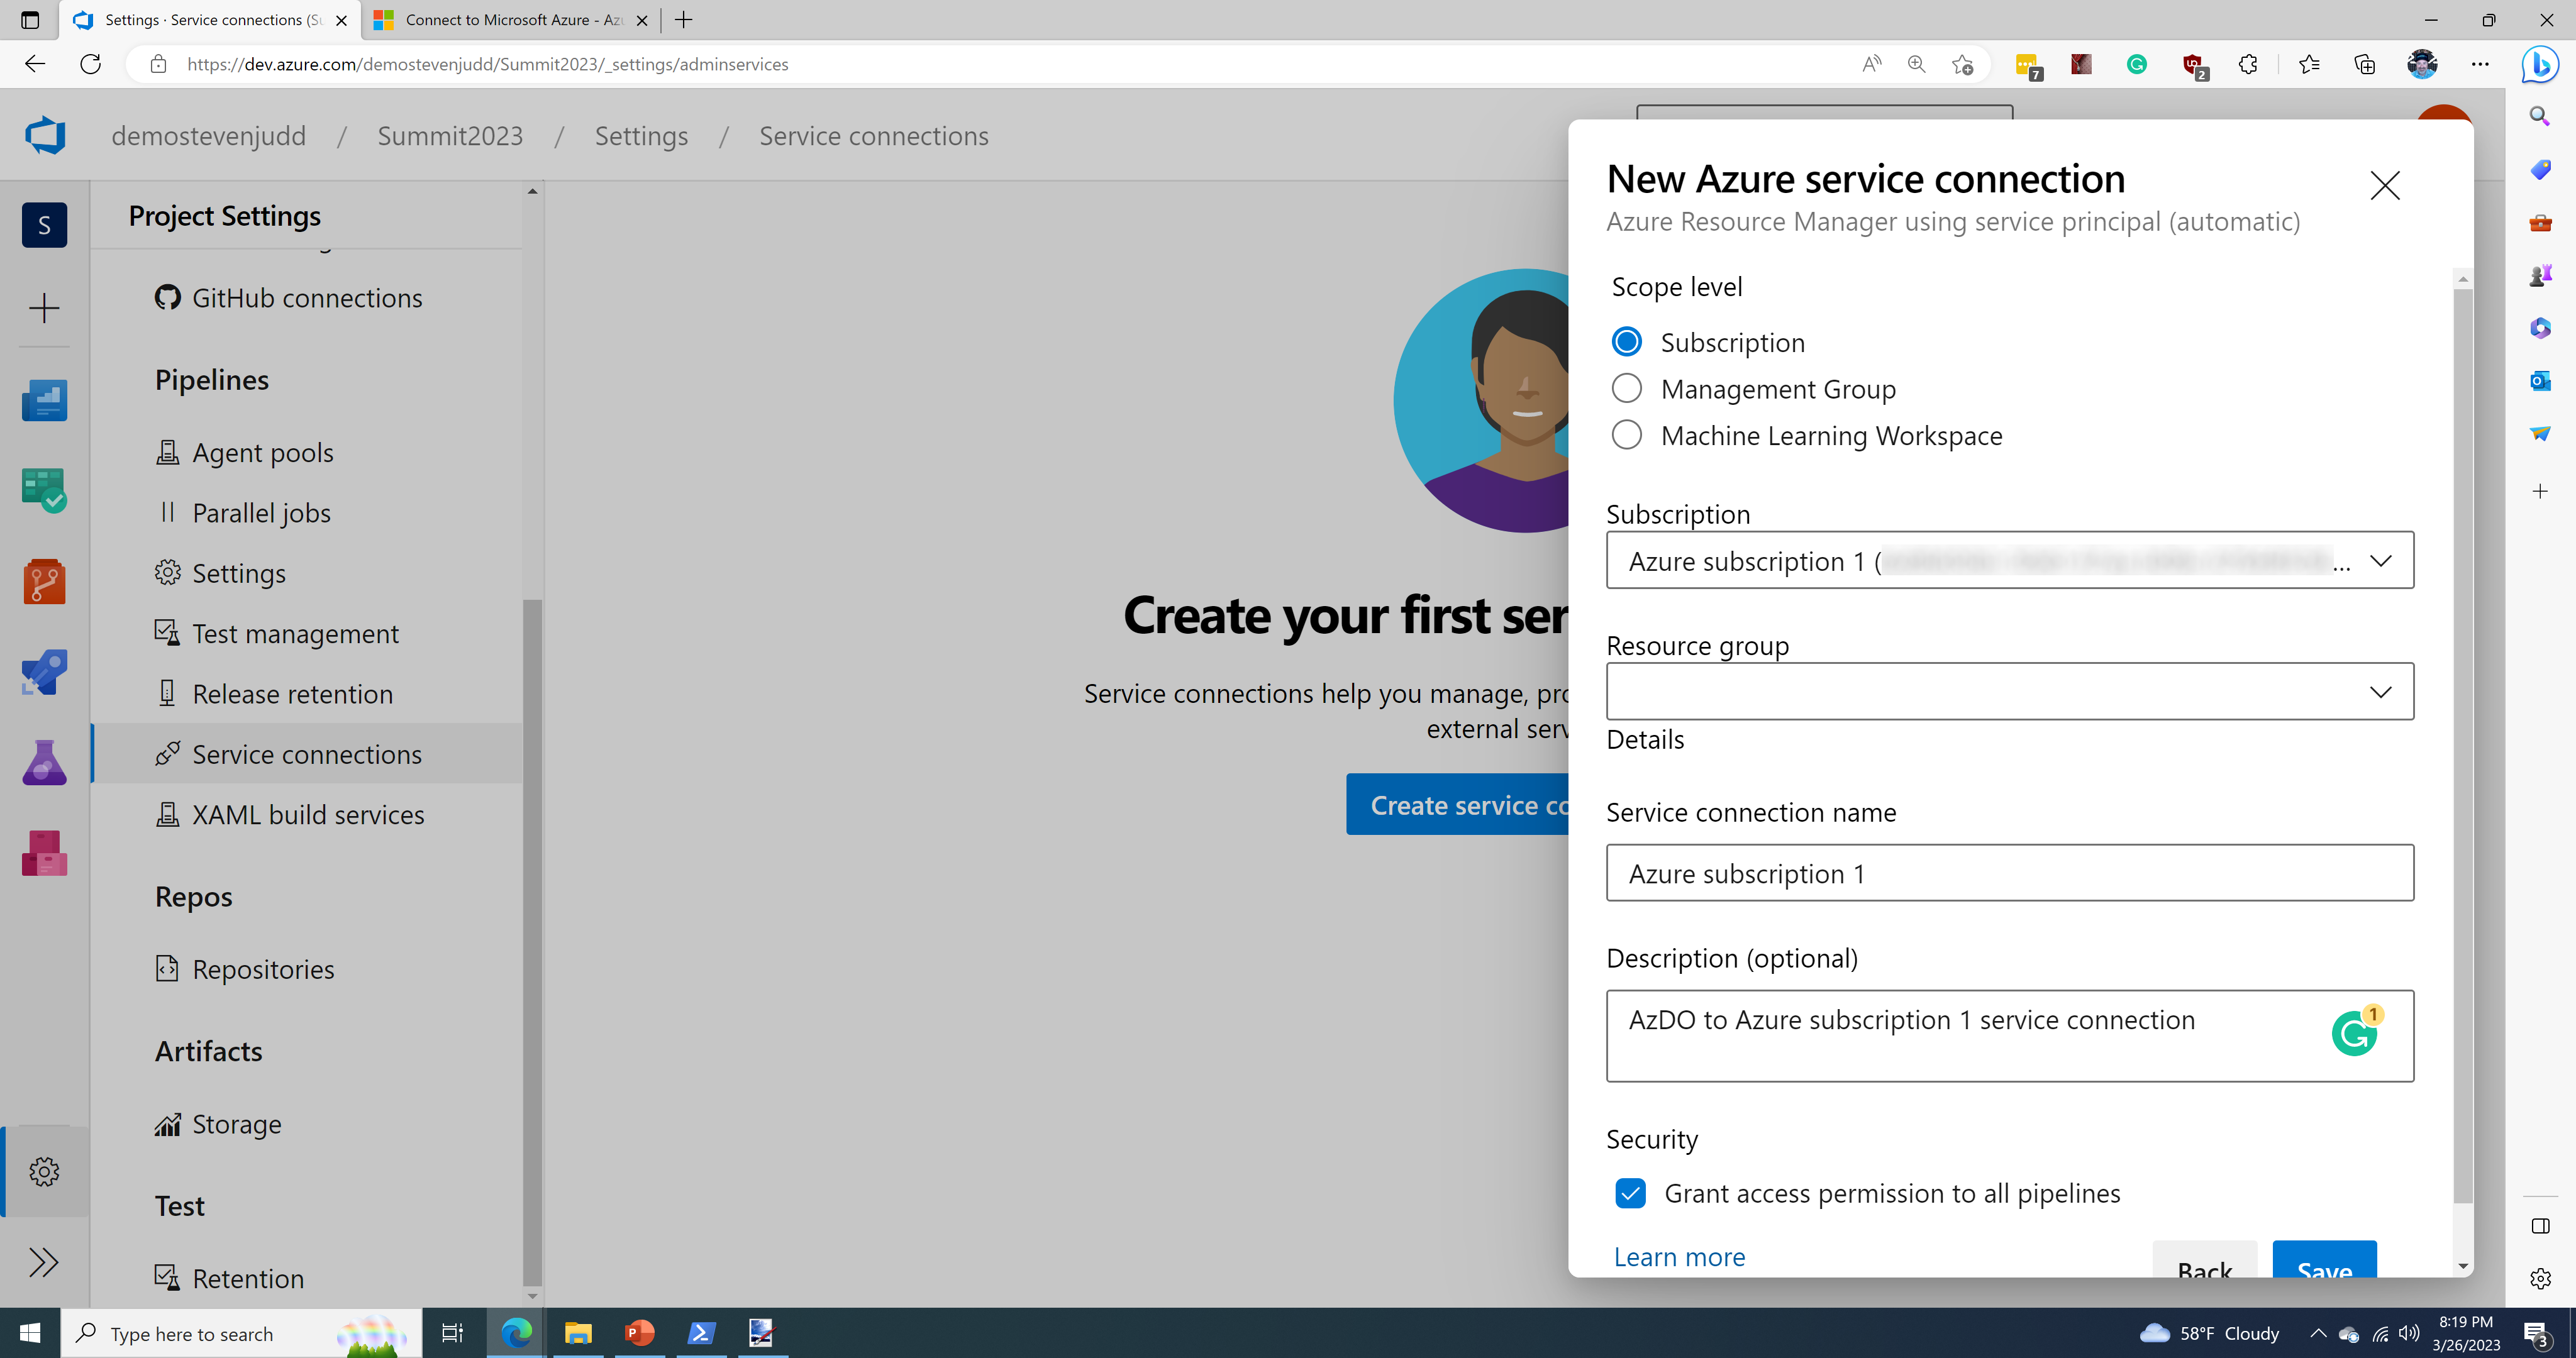 Settings · Service connections (Su
Connect to Microsoft Azure - Azu
https://dev.azure.com/demostevenjudd/Summit2023/_settings/adminservices
7
2
demostevenjudd / Summit2023 / Settings / Service connections
S
Project Settings
GitHub connections
Pipelines
Agent pools
Parallel jobs
Settings
Test management
Release retention
Service connections
XAML build services
Repos
Repositories
Artifacts
Storage
Test
Retention
Create your first ser
Service connections help you manage, pro
external serv
Create service co
New Azure service connection
Azure Resource Manager using service principal (automatic)
Scope level
Subscription
Management Group
Machine Learning Workspace
Subscription
Azure subscription 1 ( ...
Resource group
Details
Service connection name
Azure subscription 1
Description (optional)
AzDO to Azure subscription 1 service connection
1
Security
Grant access permission to all pipelines
Learn more
Back
Save
Type here to search
58°F Cloudy
8:19 PM
3/26/2023
3